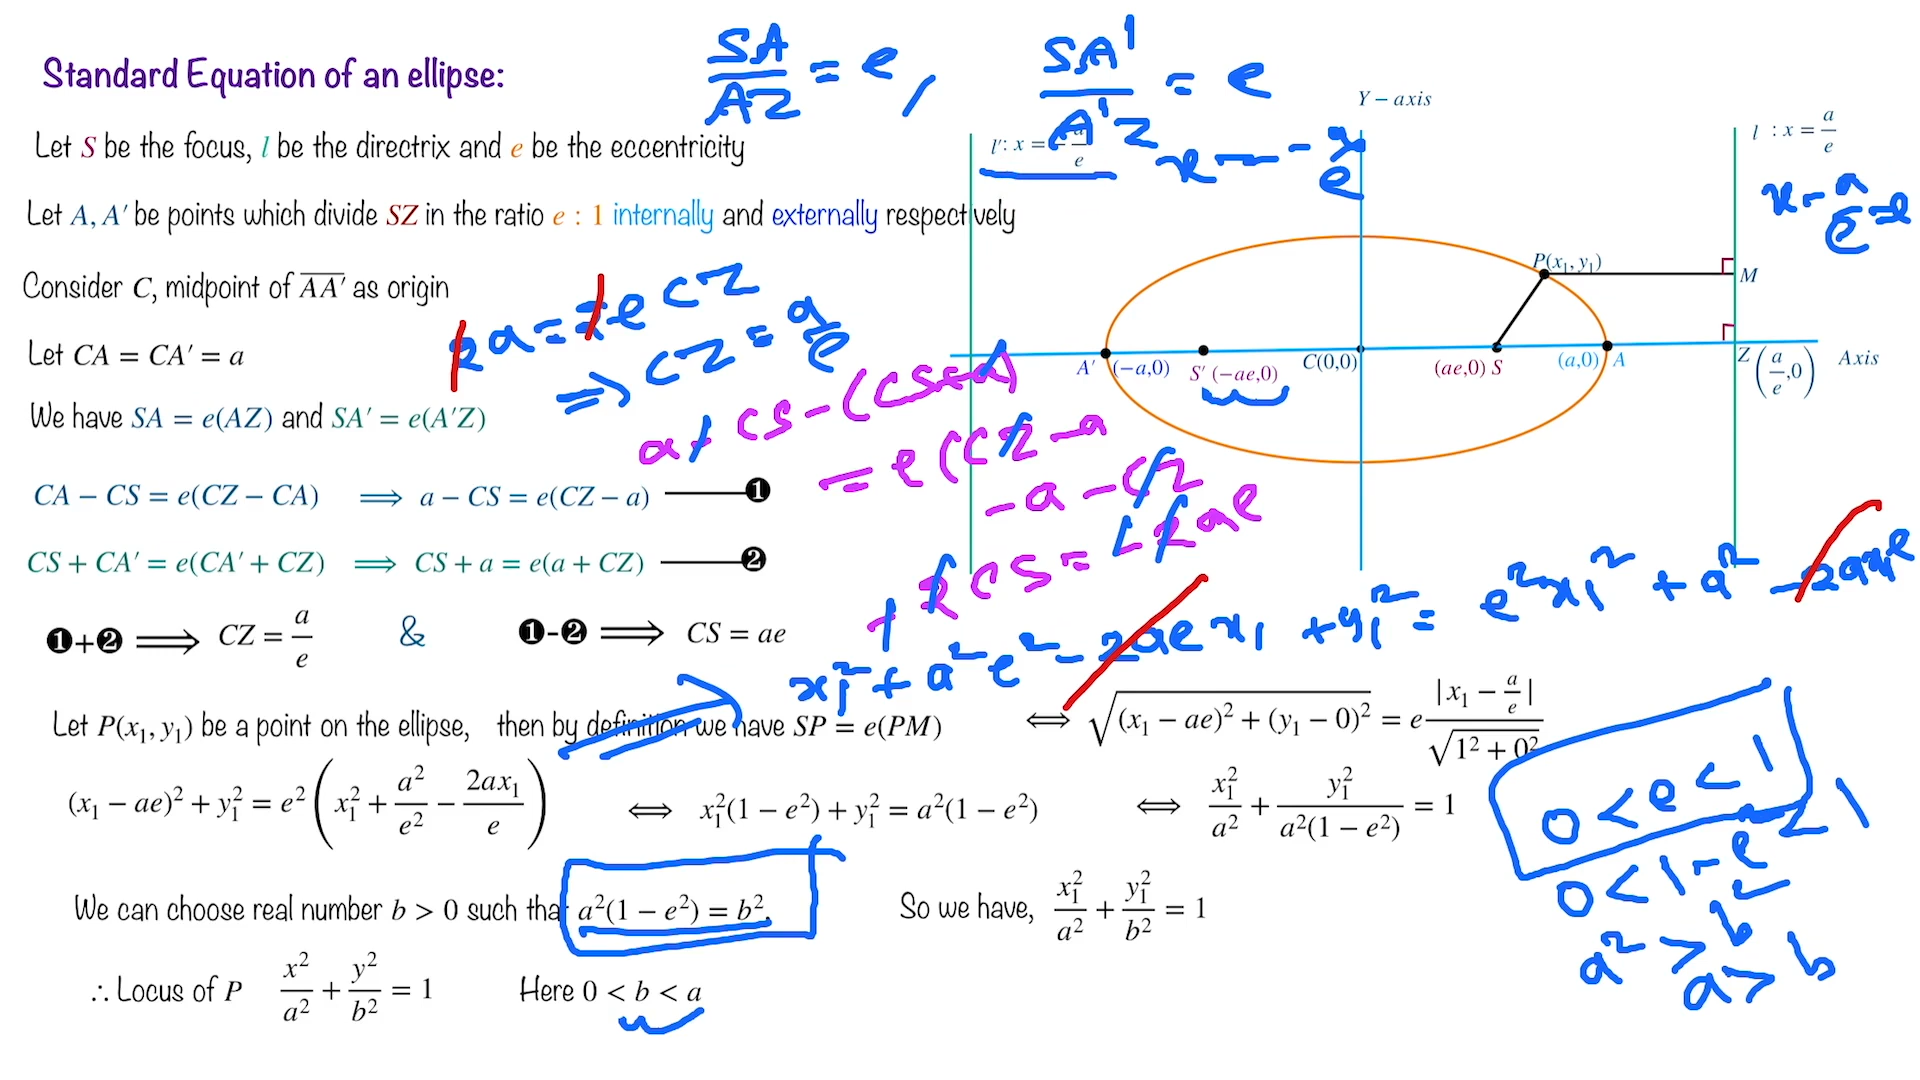 Standard Equation of an ellipse:
SA/AZ = e, SA'/A'Z = e
Y – axis
Let S be the focus, l be the directrix and e be the eccentricity
l' : x = – a/e
x = – a/e
l : x = a/e
x – a/e = 0
Let A, A' be points which divide SZ in the ratio e : 1 internally and externally respectively
Consider C, midpoint of AA' as origin
2a = 2e CZ
⇒ CZ = a/e
P(x₁, y₁)
M
Let CA = CA' = a
A' (−a,0) S' (−ae,0) C(0,0) (ae,0) S (a,0) A Z (a/e ,0) Axis
We have SA = e(AZ) and SA' = e(A'Z)
a – CS – (CS + a)
= e(CZ – a
– a – CZ
CA − CS = e(CZ − CA) ⟹ a − CS = e(CZ − a) ❶
CS + CA' = e(CA' + CZ) ⟹ CS + a = e(a + CZ) ❷
+ 2CS = + 2ae
❶+❷ ⟹ CZ = a/e & ❶-❷ ⟹ CS = ae
x₁² + a²e² – 2aex₁ + y₁² = e²x₁² + a² – 2ax₁e
Let P(x₁, y₁) be a point on the ellipse, then by definition we have SP = e(PM) ⟺ √((x₁ − ae)² + (y₁ − 0)²) = e |x₁ − a/e| / √(1² + 0²)
(x₁ − ae)² + y₁² = e² (x₁² + a²/e² − 2ax₁/e) ⟺ x₁²(1 − e²) + y₁² = a²(1 − e²) ⟺ x₁²/a² + y₁²/a²(1 − e²) = 1
0 < e < 1
0 < 1 – e² < 1
We can choose real number b > 0 such that a²(1 − e²) = b². So we have, x₁²/a² + y₁²/b² = 1
a² > b²
a > b
∴ Locus of P x²/a² + y²/b² = 1 Here 0 < b < a